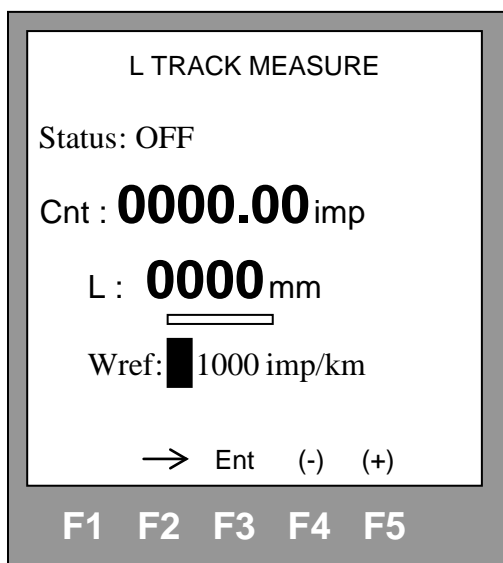 L TRACK MEASURE
Status: OFF
Cnt : 0000.00 imp
L : 0000 mm
Wref: 1000 imp/km
→ Ent (-) (+)
F1 F2 F3 F4 F5